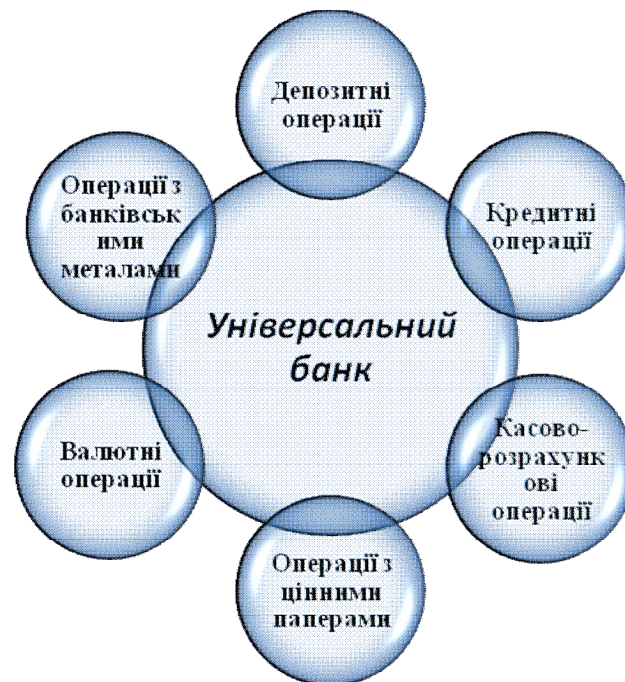 Депозитні
операції
Операції з
банківськ
ими
металами
Кредитні
операції
Універсальний
банк
Валютні
операції
Касово-
розрахунк
ові
операції
Операції з
цінними
паперами